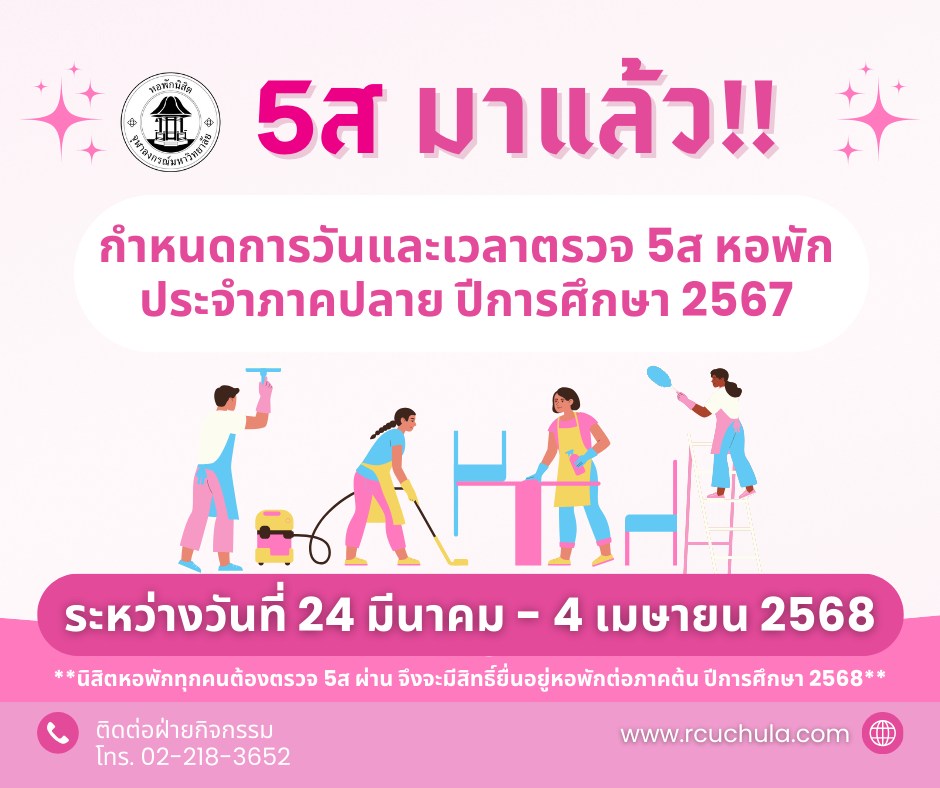 หอพักนิสิต
จุฬาลงกรณ์มหาวิทยาลัย
5ส มาแล้ว!!
กำหนดการวันและเวลาตรวจ 5ส หอพัก
ประจำภาคปลาย ปีการศึกษา 2567
ระหว่างวันที่ 24 มีนาคม - 4 เมษายน 2568
**นิสิตหอพักทุกคนต้องตรวจ 5ส ผ่าน จึงจะมีสิทธิ์ยื่นอยู่หอพักต่อภาคต้น ปีการศึกษา 2568**
ติดต่อฝ่ายกิจกรรม
โทร. 02-218-3652
www.rcuchula.com